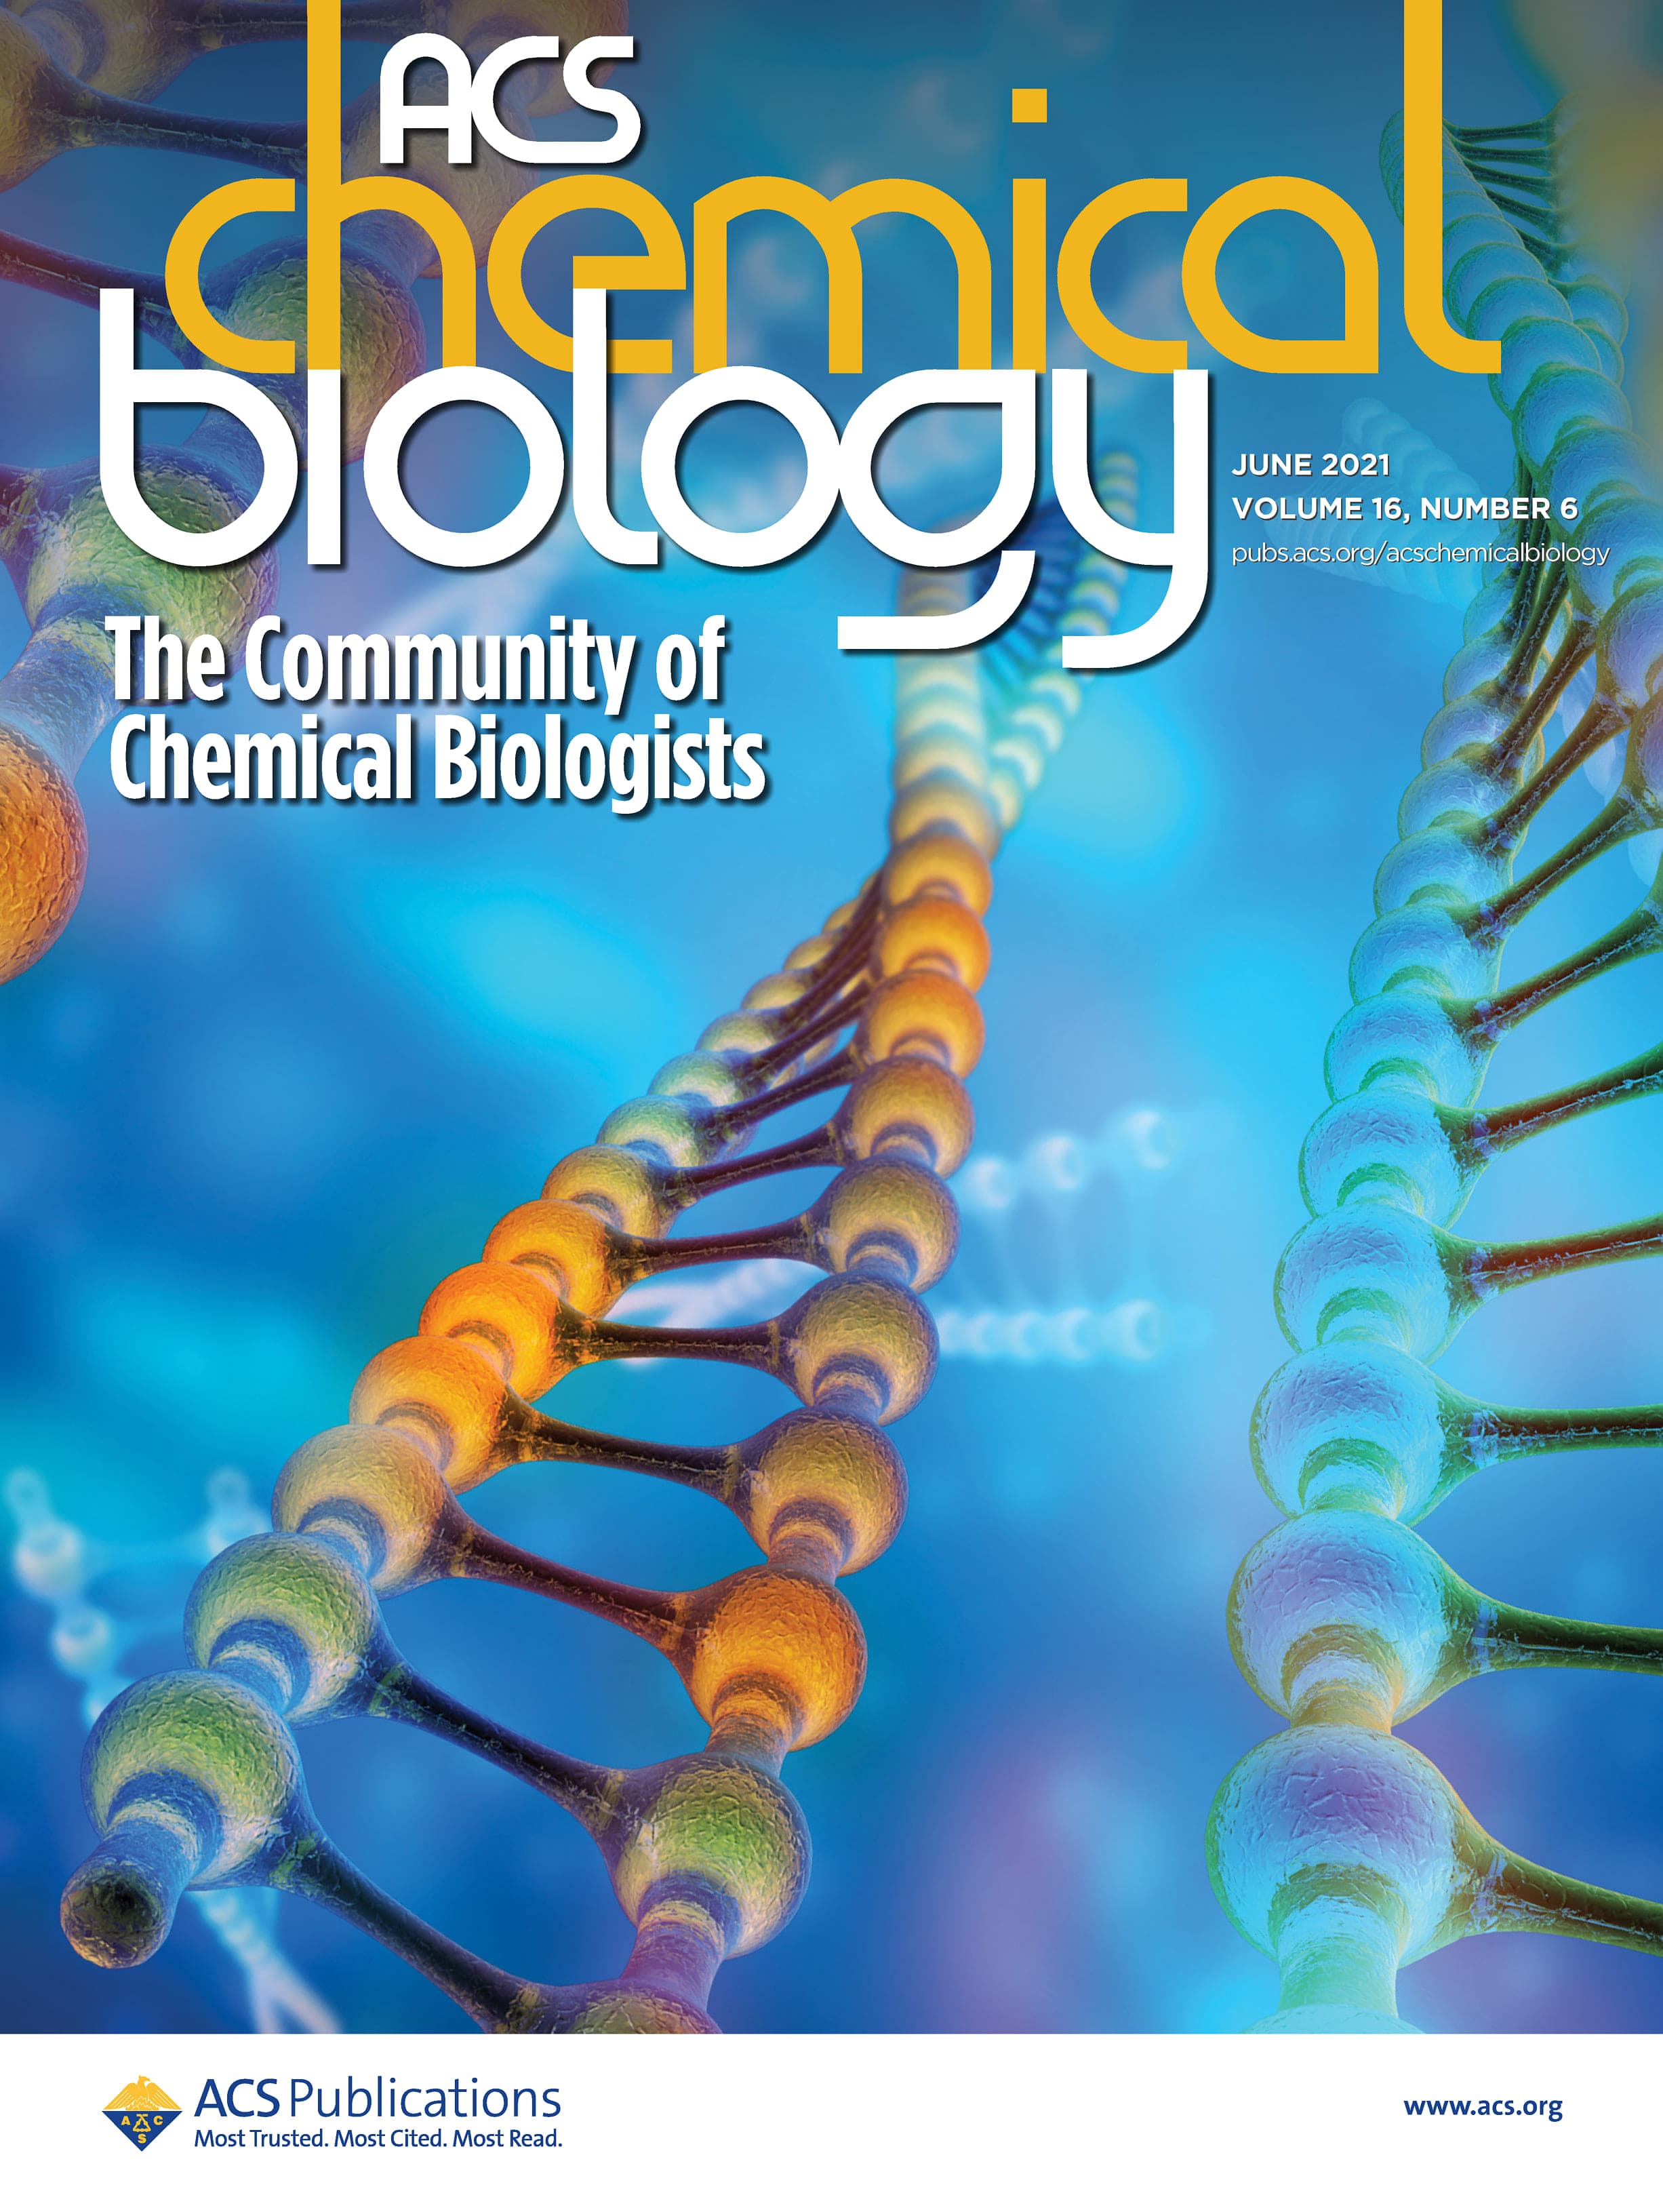 ACS
chemical
biology
JUNE 2021
VOLUME 16, NUMBER 6
pubs.acs.org/acschemicalbiology
The Community of
Chemical Biologists
A C S
ACS Publications
Most Trusted. Most Cited. Most Read.
www.acs.org